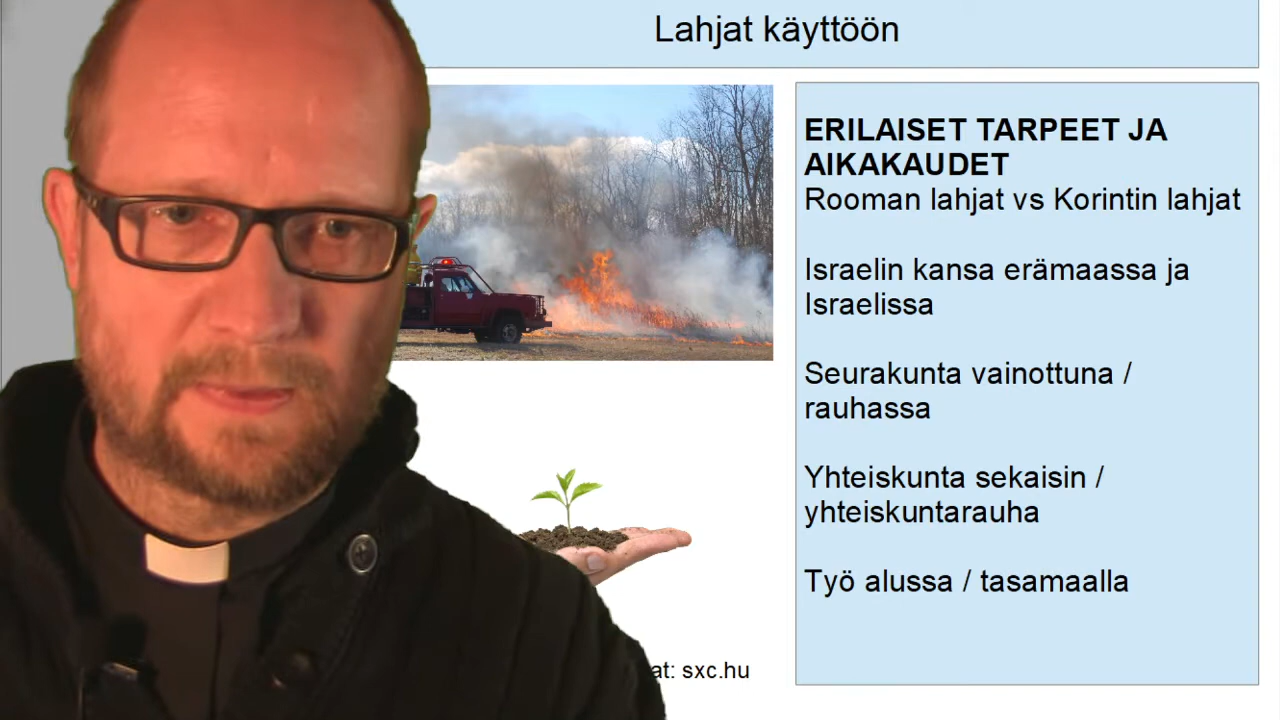 Lahjat käyttöön
ERILAISET TARPEET JA
AIKAKAUDET
Rooman lahjat vs Korintin lahjat
Israelin kansa erämaassa ja
Israelissa
Seurakunta vainottuna /
rauhassa
Yhteiskunta sekaisin /
yhteiskuntarauha
Työ alussa / tasamaalla
at: sxc.hu